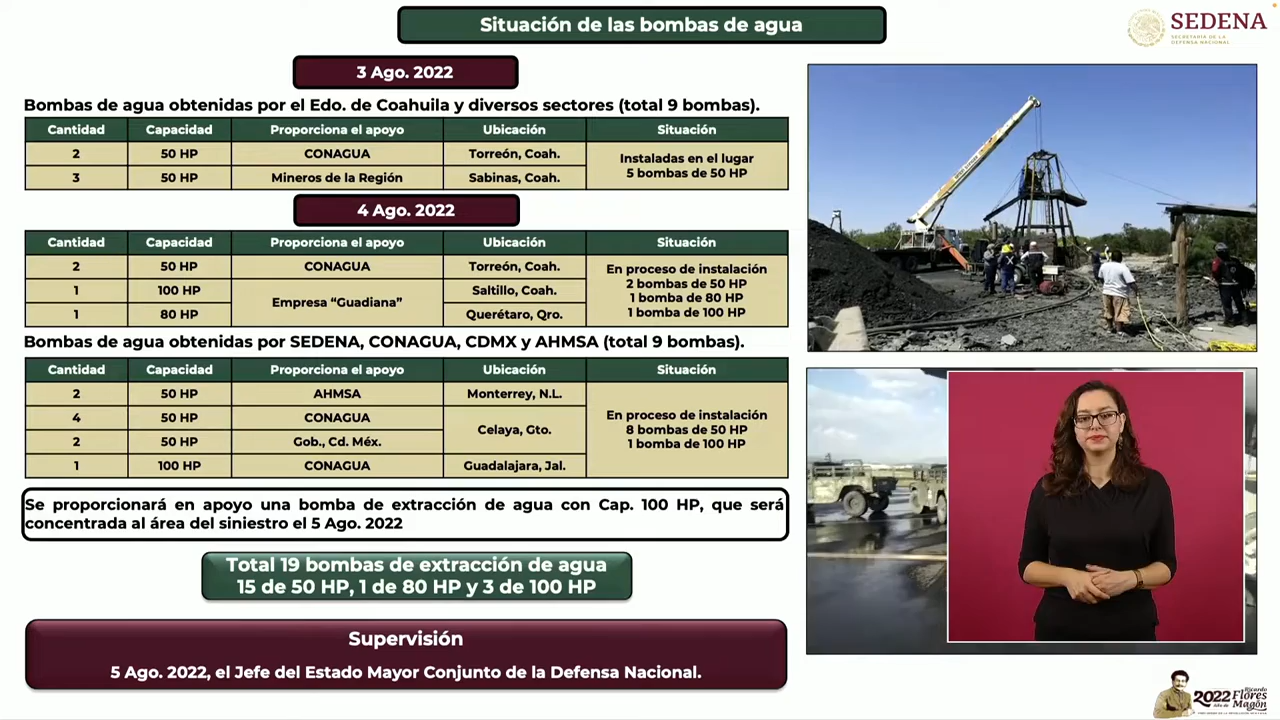 Situación de las bombas de agua
SEDENA
SECRETARÍA DE LA
DEFENSA NACIONAL
3 Ago. 2022
Bombas de agua obtenidas por el Edo. de Coahuila y diversos sectores (total 9 bombas).
Cantidad Capacidad Proporciona el apoyo Ubicación Situación
2 50 HP CONAGUA Torreón, Coah.
3 50 HP Mineros de la Región Sabinas, Coah.
Instaladas en el lugar
5 bombas de 50 HP
4 Ago. 2022
Cantidad Capacidad Proporciona el apoyo Ubicación Situación
2 50 HP CONAGUA Torreón, Coah.
1 100 HP Empresa “Guadiana” Saltillo, Coah.
1 80 HP Querétaro, Qro.
En proceso de instalación
2 bombas de 50 HP
1 bomba de 80 HP
1 bomba de 100 HP
Bombas de agua obtenidas por SEDENA, CONAGUA, CDMX y AHMSA (total 9 bombas).
Cantidad Capacidad Proporciona el apoyo Ubicación Situación
2 50 HP AHMSA Monterrey, N.L.
4 50 HP CONAGUA Celaya, Gto.
2 50 HP Gob., Cd. Méx.
1 100 HP CONAGUA Guadalajara, Jal.
En proceso de instalación
8 bombas de 50 HP
1 bomba de 100 HP
Se proporcionará en apoyo una bomba de extracción de agua con Cap. 100 HP, que será
concentrada al área del siniestro el 5 Ago. 2022
Total 19 bombas de extracción de agua
15 de 50 HP, 1 de 80 HP y 3 de 100 HP
Supervisión
5 Ago. 2022, el Jefe del Estado Mayor Conjunto de la Defensa Nacional.
2022 Ricardo
Flores
Año de Magón